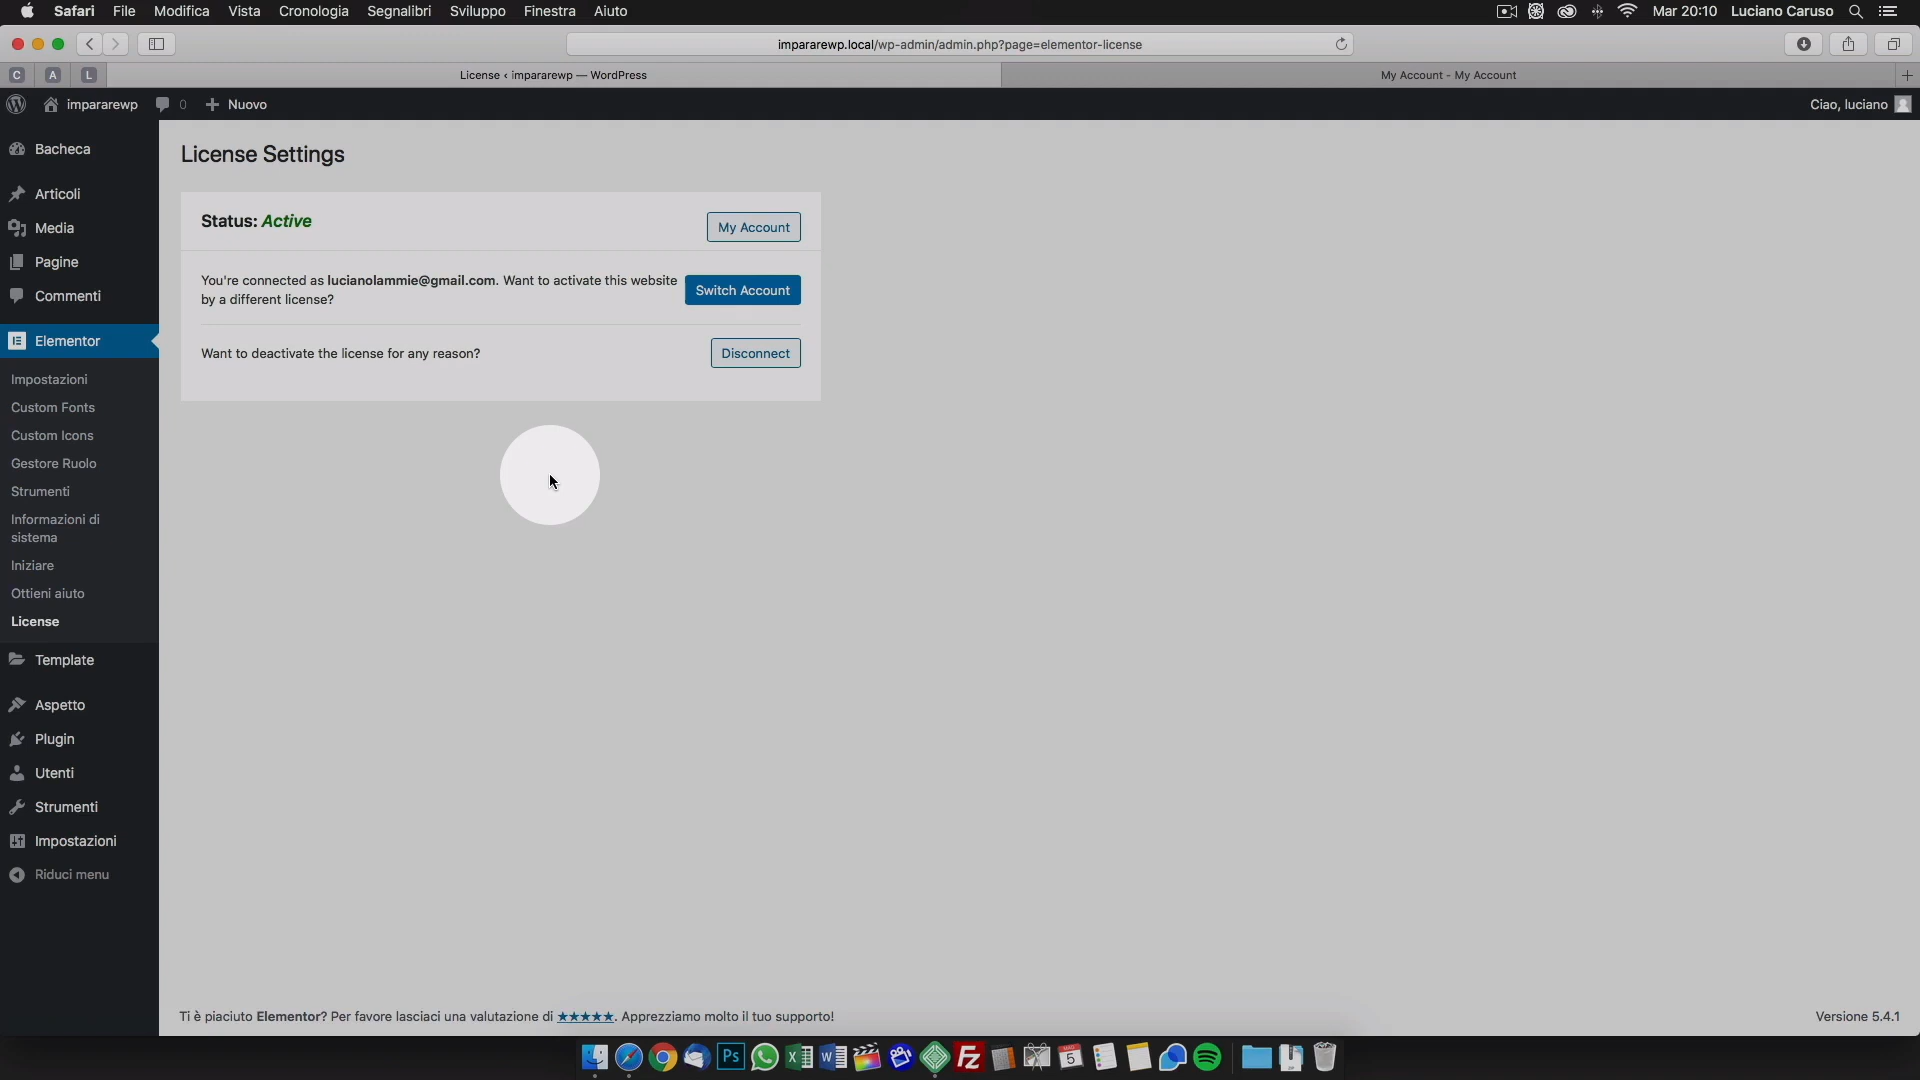 Safari File Modifica Vista Cronologia Segnalibri Sviluppo Finestra Aiuto Mar 20:10 Luciano Caruso
impararewp.local/wp-admin/admin.php?page=elementor-license
C A L License ‹ impararewp — WordPress My Account - My Account
impararewp 0 Nuovo Ciao, luciano
Bacheca
Articoli
Media
Pagine
Commenti
Elementor
Impostazioni
Custom Fonts
Custom Icons
Gestore Ruolo
Strumenti
Informazioni di
sistema
Iniziare
Ottieni aiuto
License
Template
Aspetto
Plugin
Utenti
Strumenti
Impostazioni
Riduci menu
License Settings
Status: Active My Account
You're connected as lucianolammie@gmail.com. Want to activate this website
by a different license?
Switch Account
Want to deactivate the license for any reason? Disconnect
Ti è piaciuto Elementor? Per favore lasciaci una valutazione di ★★★★★. Apprezziamo molto il tuo supporto! Versione 5.4.1
Ps Fz 5